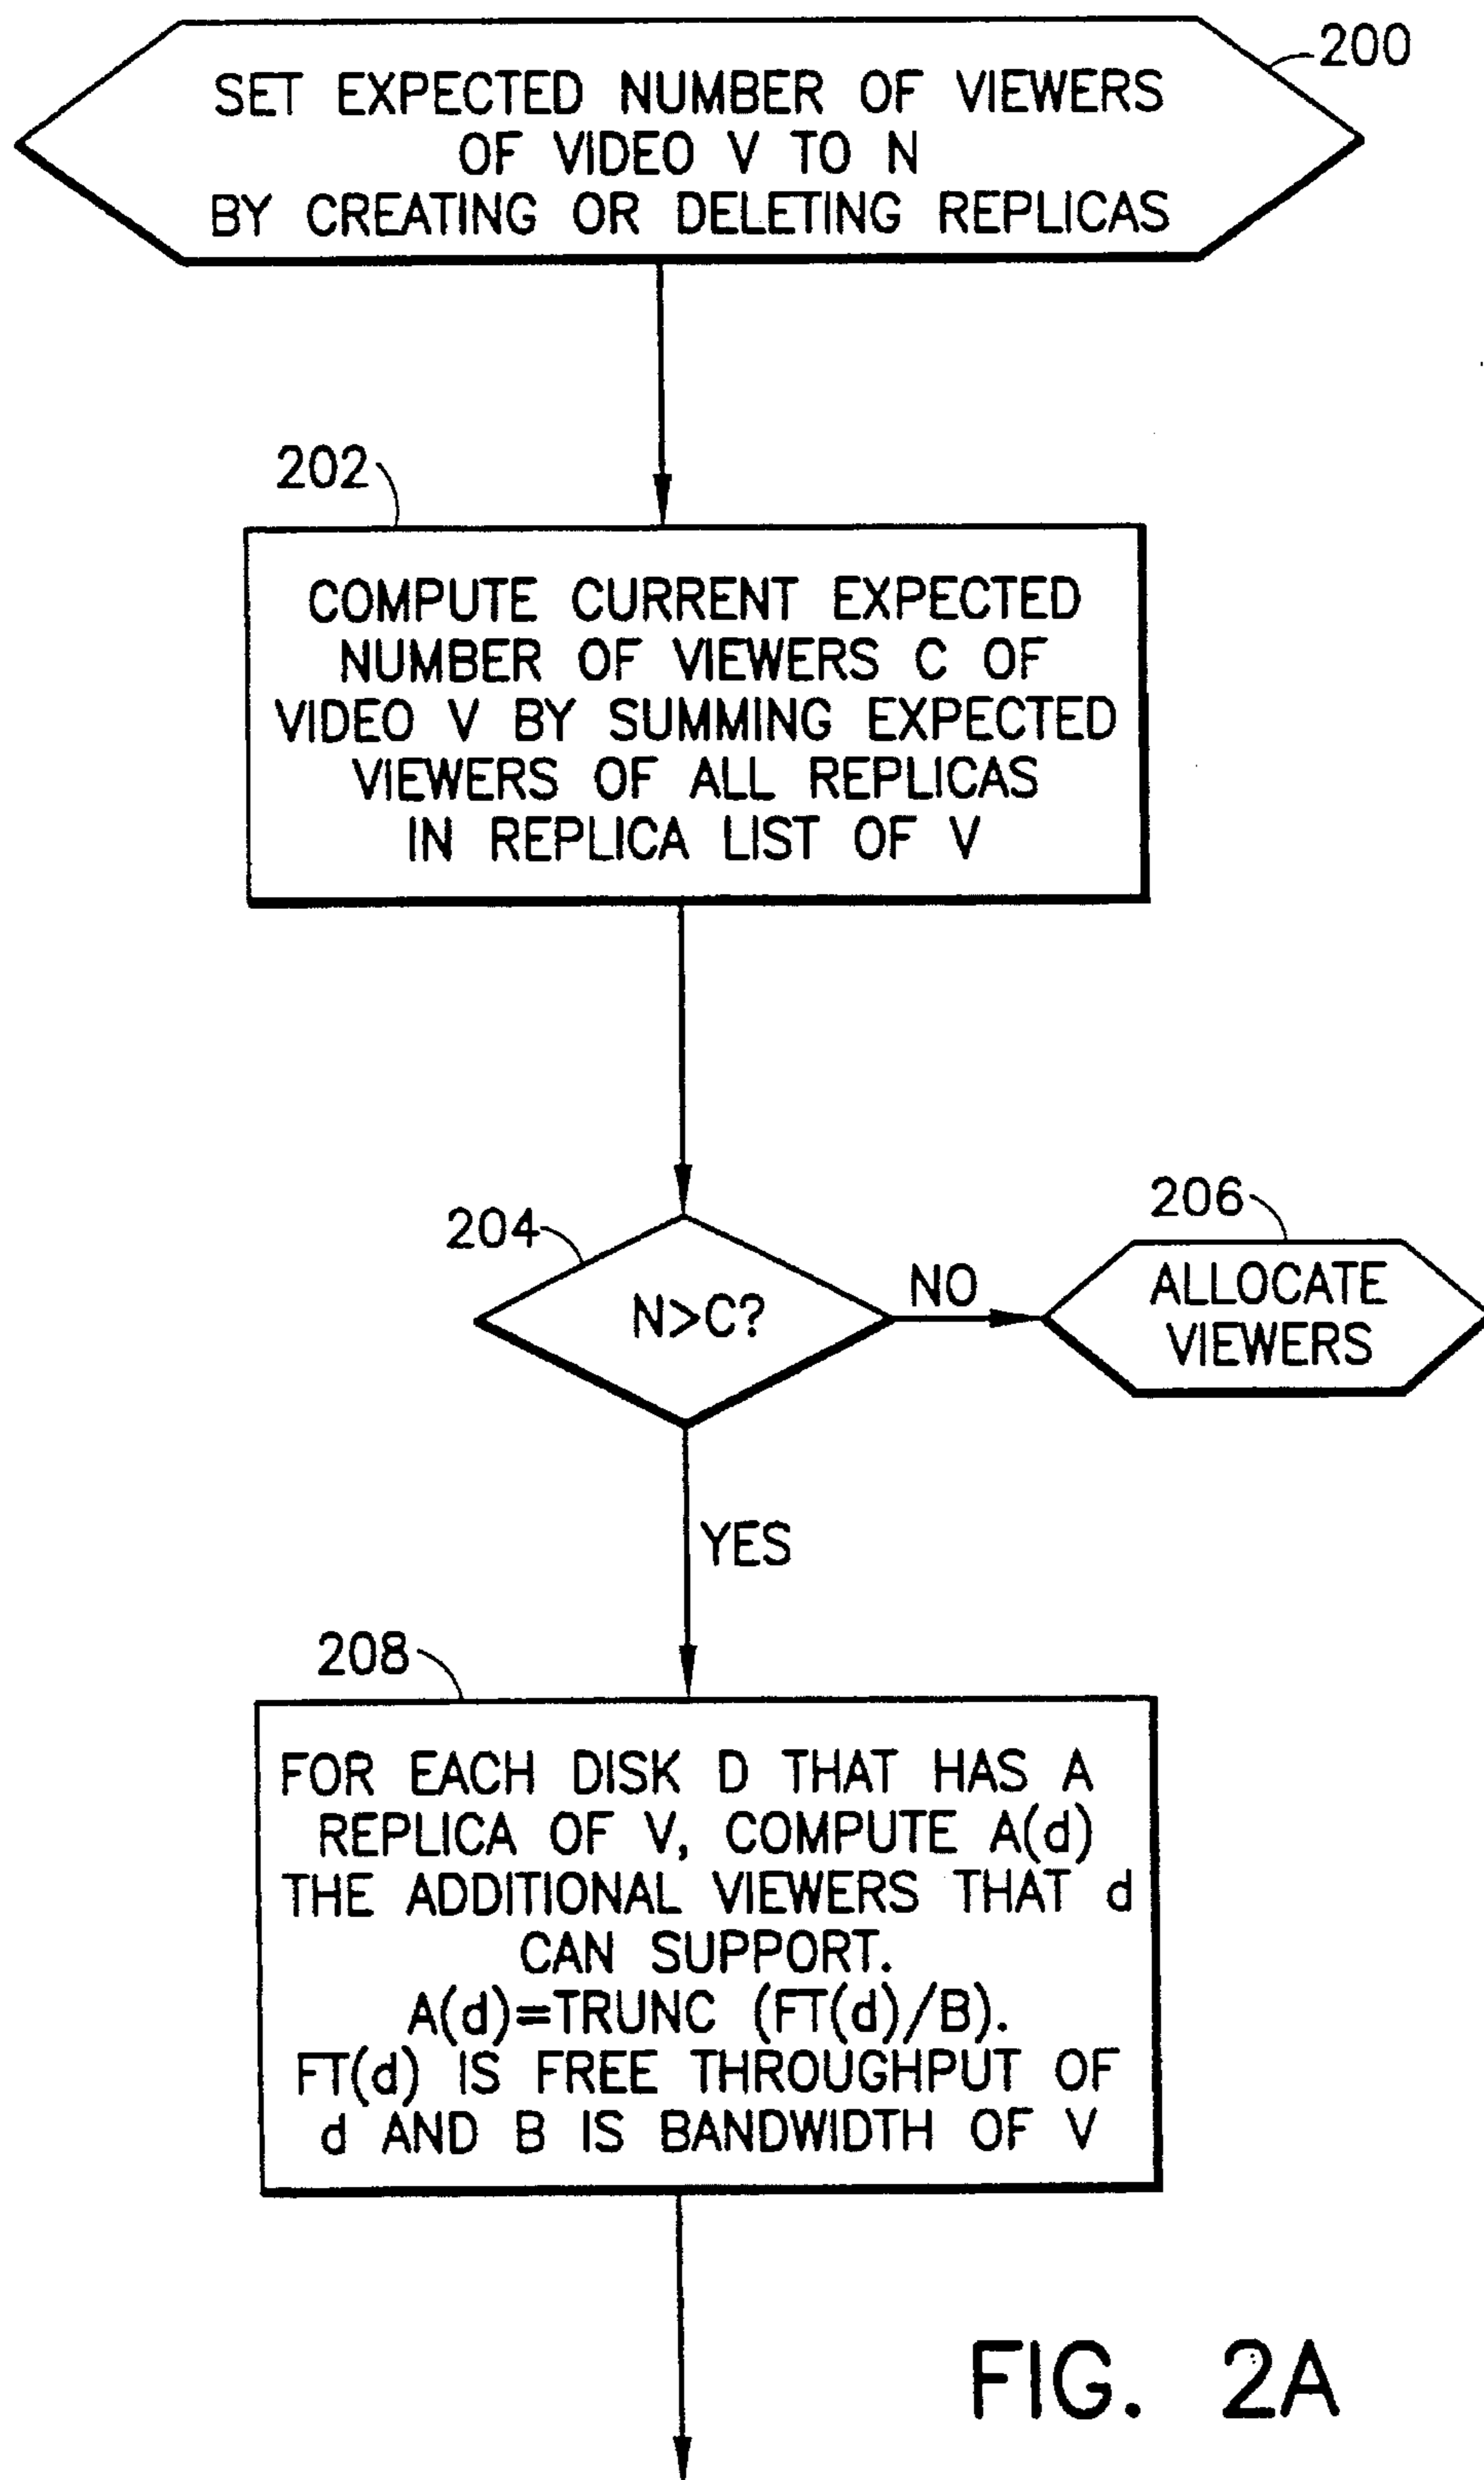 200
SET EXPECTED NUMBER OF VIEWERS
OF VIDEO V TO N
BY CREATING OR DELETING REPLICAS
202
COMPUTE CURRENT EXPECTED
NUMBER OF VIEWERS C OF
VIDEO V BY SUMMING EXPECTED
VIEWERS OF ALL REPLICAS
IN REPLICA LIST OF V
204
N>C?
NO
206
ALLOCATE
VIEWERS
YES
208
FOR EACH DISK D THAT HAS A
REPLICA OF V, COMPUTE A(d)
THE ADDITIONAL VIEWERS THAT d
CAN SUPPORT.
A(d)=TRUNC (FT(d)/B).
FT(d) IS FREE THROUGHPUT OF
d AND B IS BANDWIDTH OF V
FIG. 2A